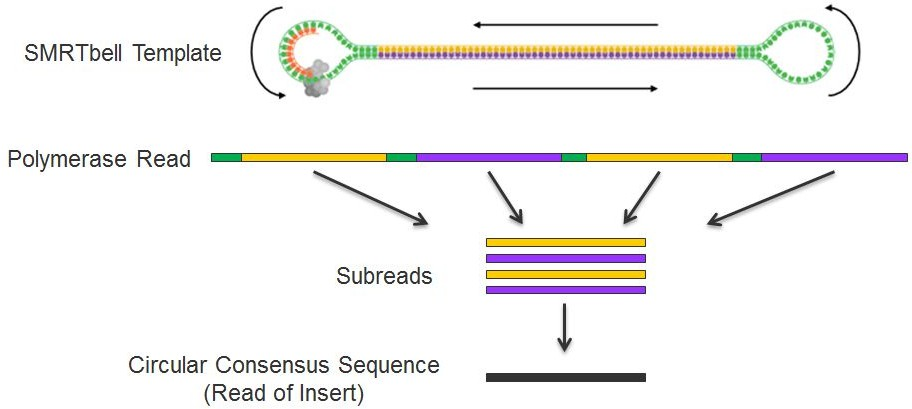 SMRTbell Template
Polymerase Read
Subreads
Circular Consensus Sequence
(Read of Insert)